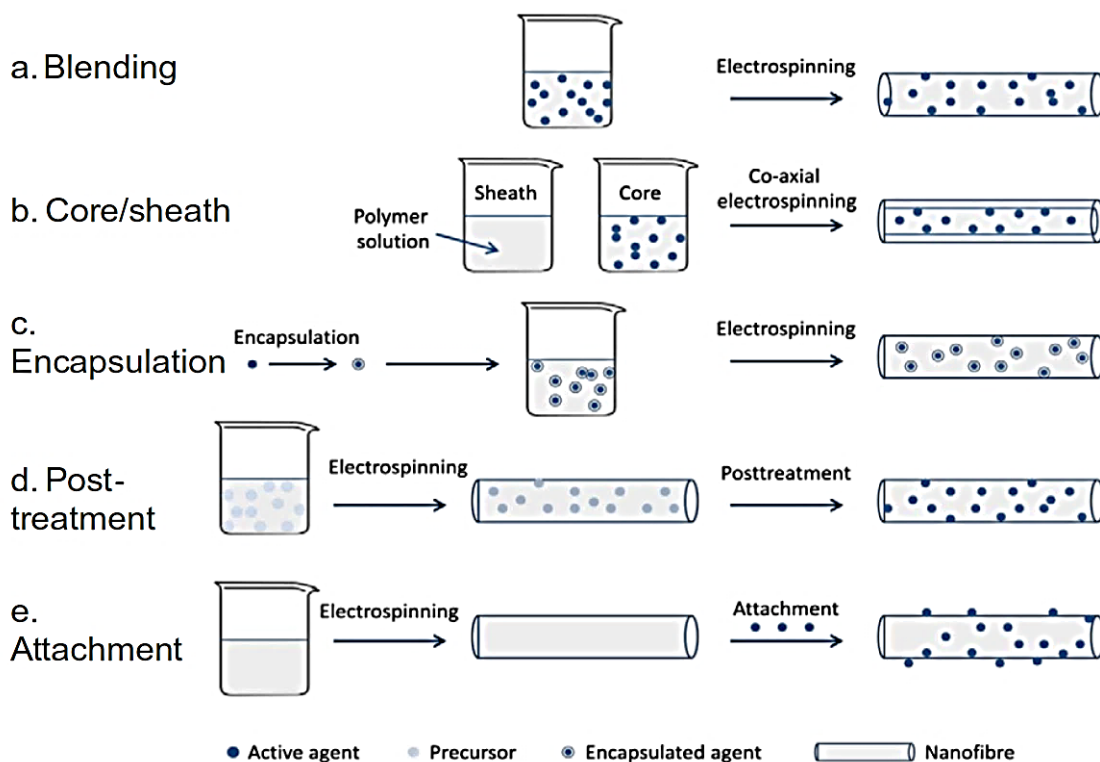 a. Blending
Electrospinning
b. Core/sheath
Polymer
solution
Sheath
Core
Co-axial
electrospinning
c.
Encapsulation
Encapsulation
Electrospinning
d. Post-
treatment
Electrospinning
Posttreatment
e.
Attachment
Electrospinning
Attachment
Active agent
Precursor
Encapsulated agent
Nanofibre